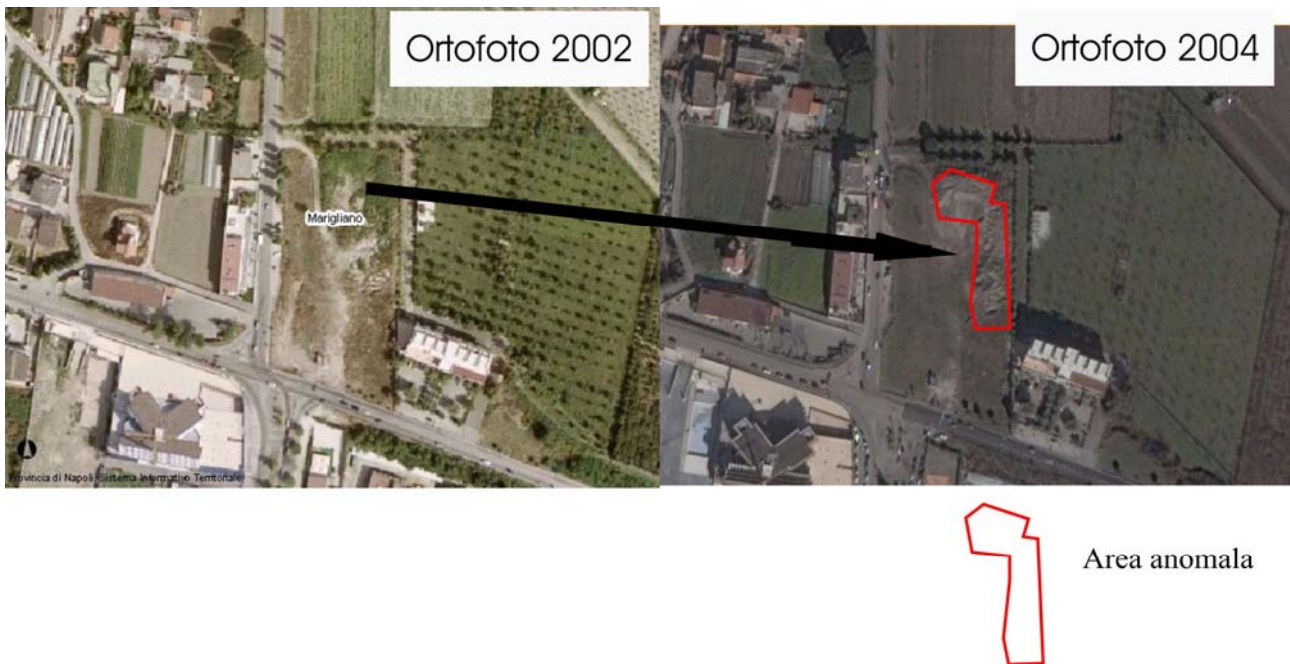 Ortofoto 2002
Ortofoto 2004
Marigliano
Provincia di Napoli Sistema Informativo Territoriale
Area anomala